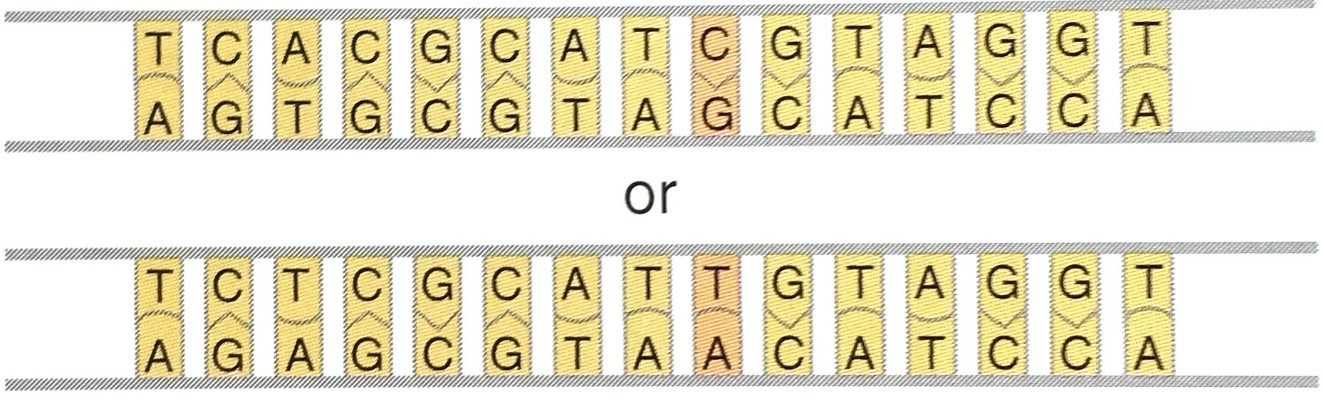 T C A C G C A T C G T A G G T
A G T G C G T A G C A T C C A
or
T C T C G C A T T G T A G G T
A G A G C G T A A C A T C C A